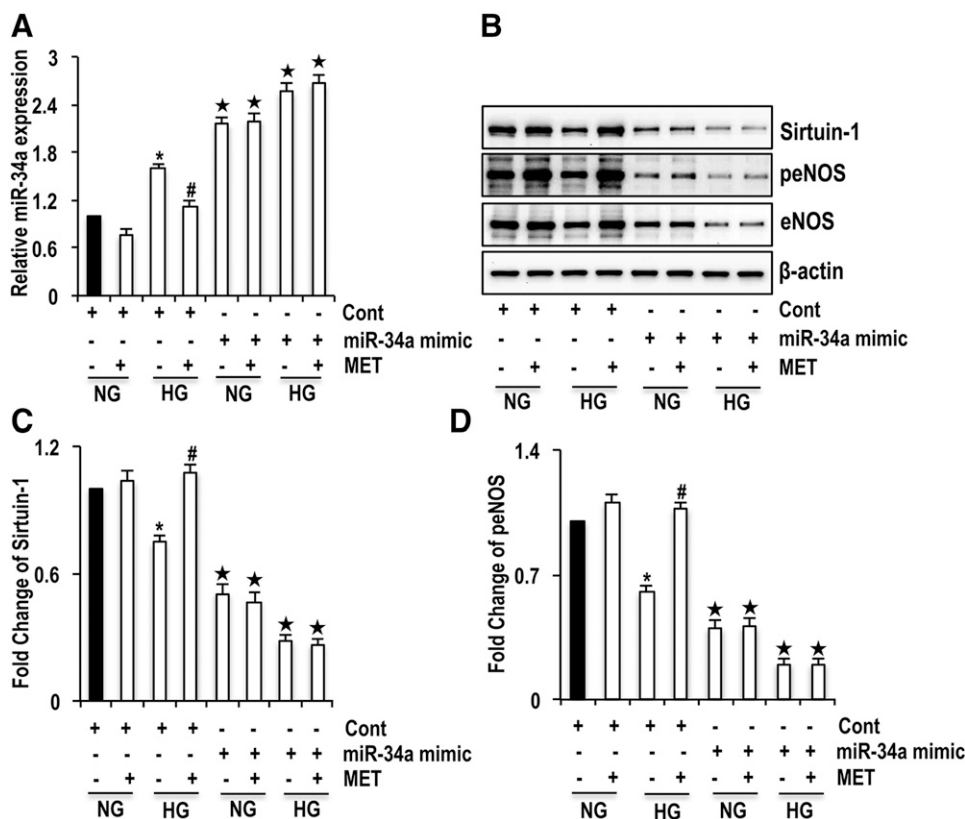 A
Relative miR-34a expression
3
2.4
1.8
1.2
0.6
0
* # ★ ★ ★ ★
+ + + + - - - - Cont
- - - - + + + + miR-34a mimic
- + - + - + - + MET
NG HG NG HG
B
Sirtuin-1
peNOS
eNOS
β-actin
+ + + + - - - - Cont
- - - - + + + + miR-34a mimic
- + - + - + - + MET
NG HG NG HG
C
Fold Change of Sirtuin-1
1.2
0.6
0
* # ★ ★ ★ ★
+ + + + - - - - Cont
- - - - + + + + miR-34a mimic
- + - + - + - + MET
NG HG NG HG
D
Fold Change of peNOS
1.4
0.7
0
* # ★ ★ ★ ★
+ + + + - - - - Cont
- - - - + + + + miR-34a mimic
- + - + - + - + MET
NG HG NG HG